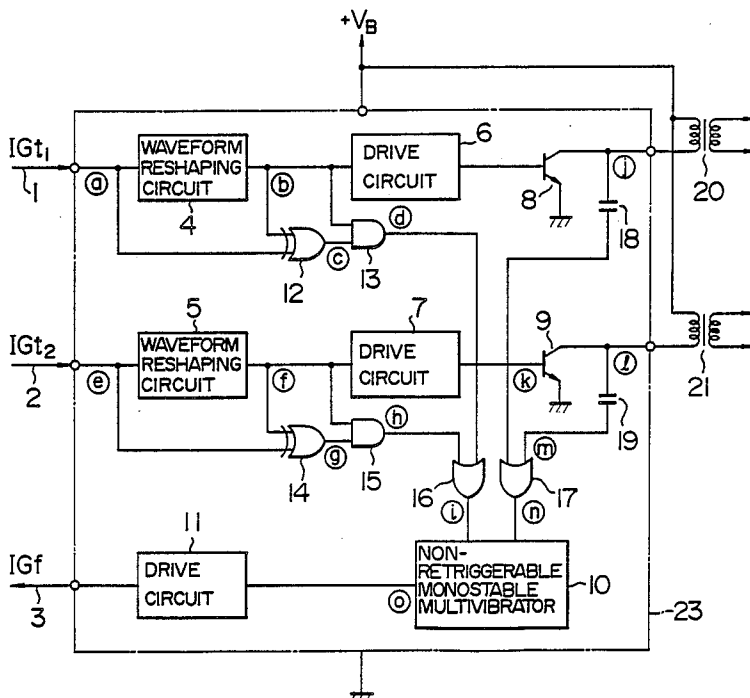 +VB
IGt1
1
ⓐ
WAVEFORM
RESHAPING
CIRCUIT
4
ⓑ
6
DRIVE
CIRCUIT
8
ⓙ
18
20
12
ⓒ
13
ⓓ
IGt2
2
ⓔ
5
WAVEFORM
RESHAPING
CIRCUIT
ⓕ
7
DRIVE
CIRCUIT
ⓚ
9
ⓛ
19
21
14
ⓖ
15
ⓗ
ⓜ
16
17
ⓘ
ⓝ
IGf
3
11
DRIVE
CIRCUIT
ⓞ
NON-
RETRIGGERABLE
MONOSTABLE
MULTIVIBRATOR
10
23